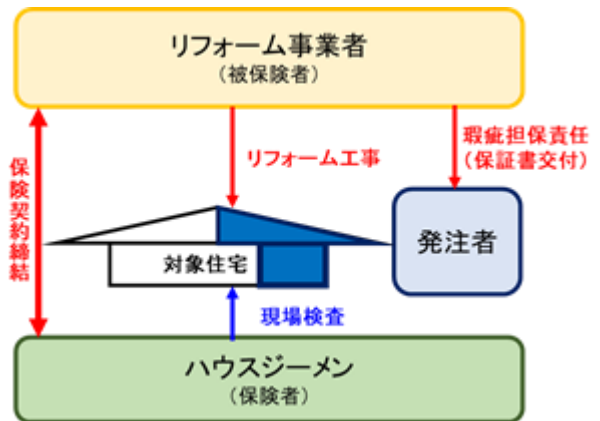 リフォーム事業者
（被保険者）
保険契約締結
リフォーム工事
瑕疵担保責任
（保証書交付）
発注者
対象住宅
現場検査
ハウスジーメン
（保険者）